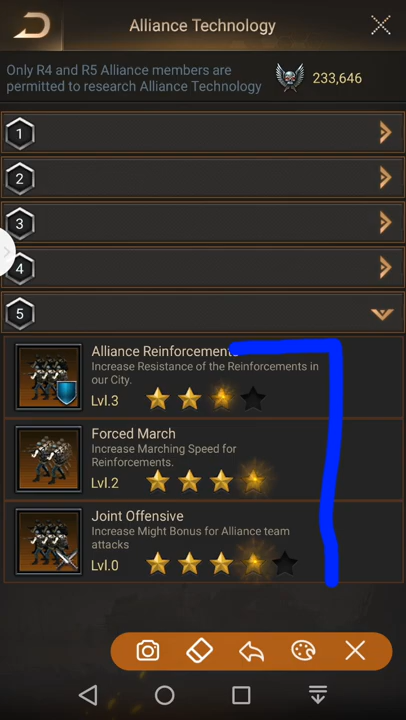 Alliance Technology
Only R4 and R5 Alliance members are
permitted to research Alliance Technology
233,646
1
2
3
4
5
Alliance Reinforcements
Increase Resistance of the Reinforcements in
our City.
Lvl.3
Forced March
Increase Marching Speed for
Reinforcements.
Lvl.2
Joint Offensive
Increase Might Bonus for Alliance team
attacks
Lvl.0